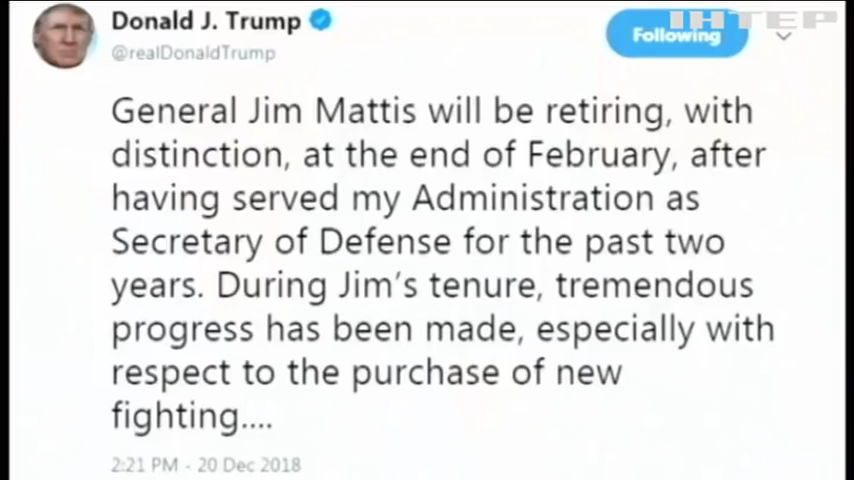 Donald J. Trump
ІНТЕР
Following
@realDonaldTrump
General Jim Mattis will be retiring, with
distinction, at the end of February, after
having served my Administration as
Secretary of Defense for the past two
years. During Jim's tenure, tremendous
progress has been made, especially with
respect to the purchase of new
fighting....
2:21 PM - 20 Dec 2018